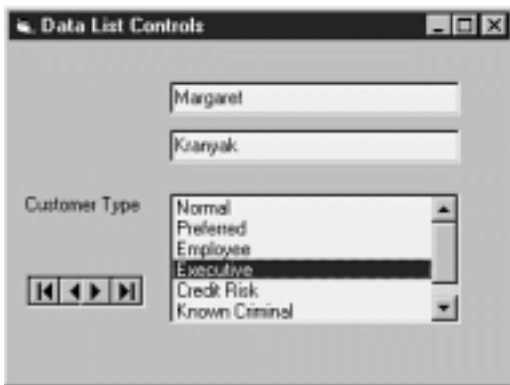 Data List Controls
Margaret
Kranyak
Customer Type
Normal
Preferred
Employee
Executive
Credit Risk
Known Criminal